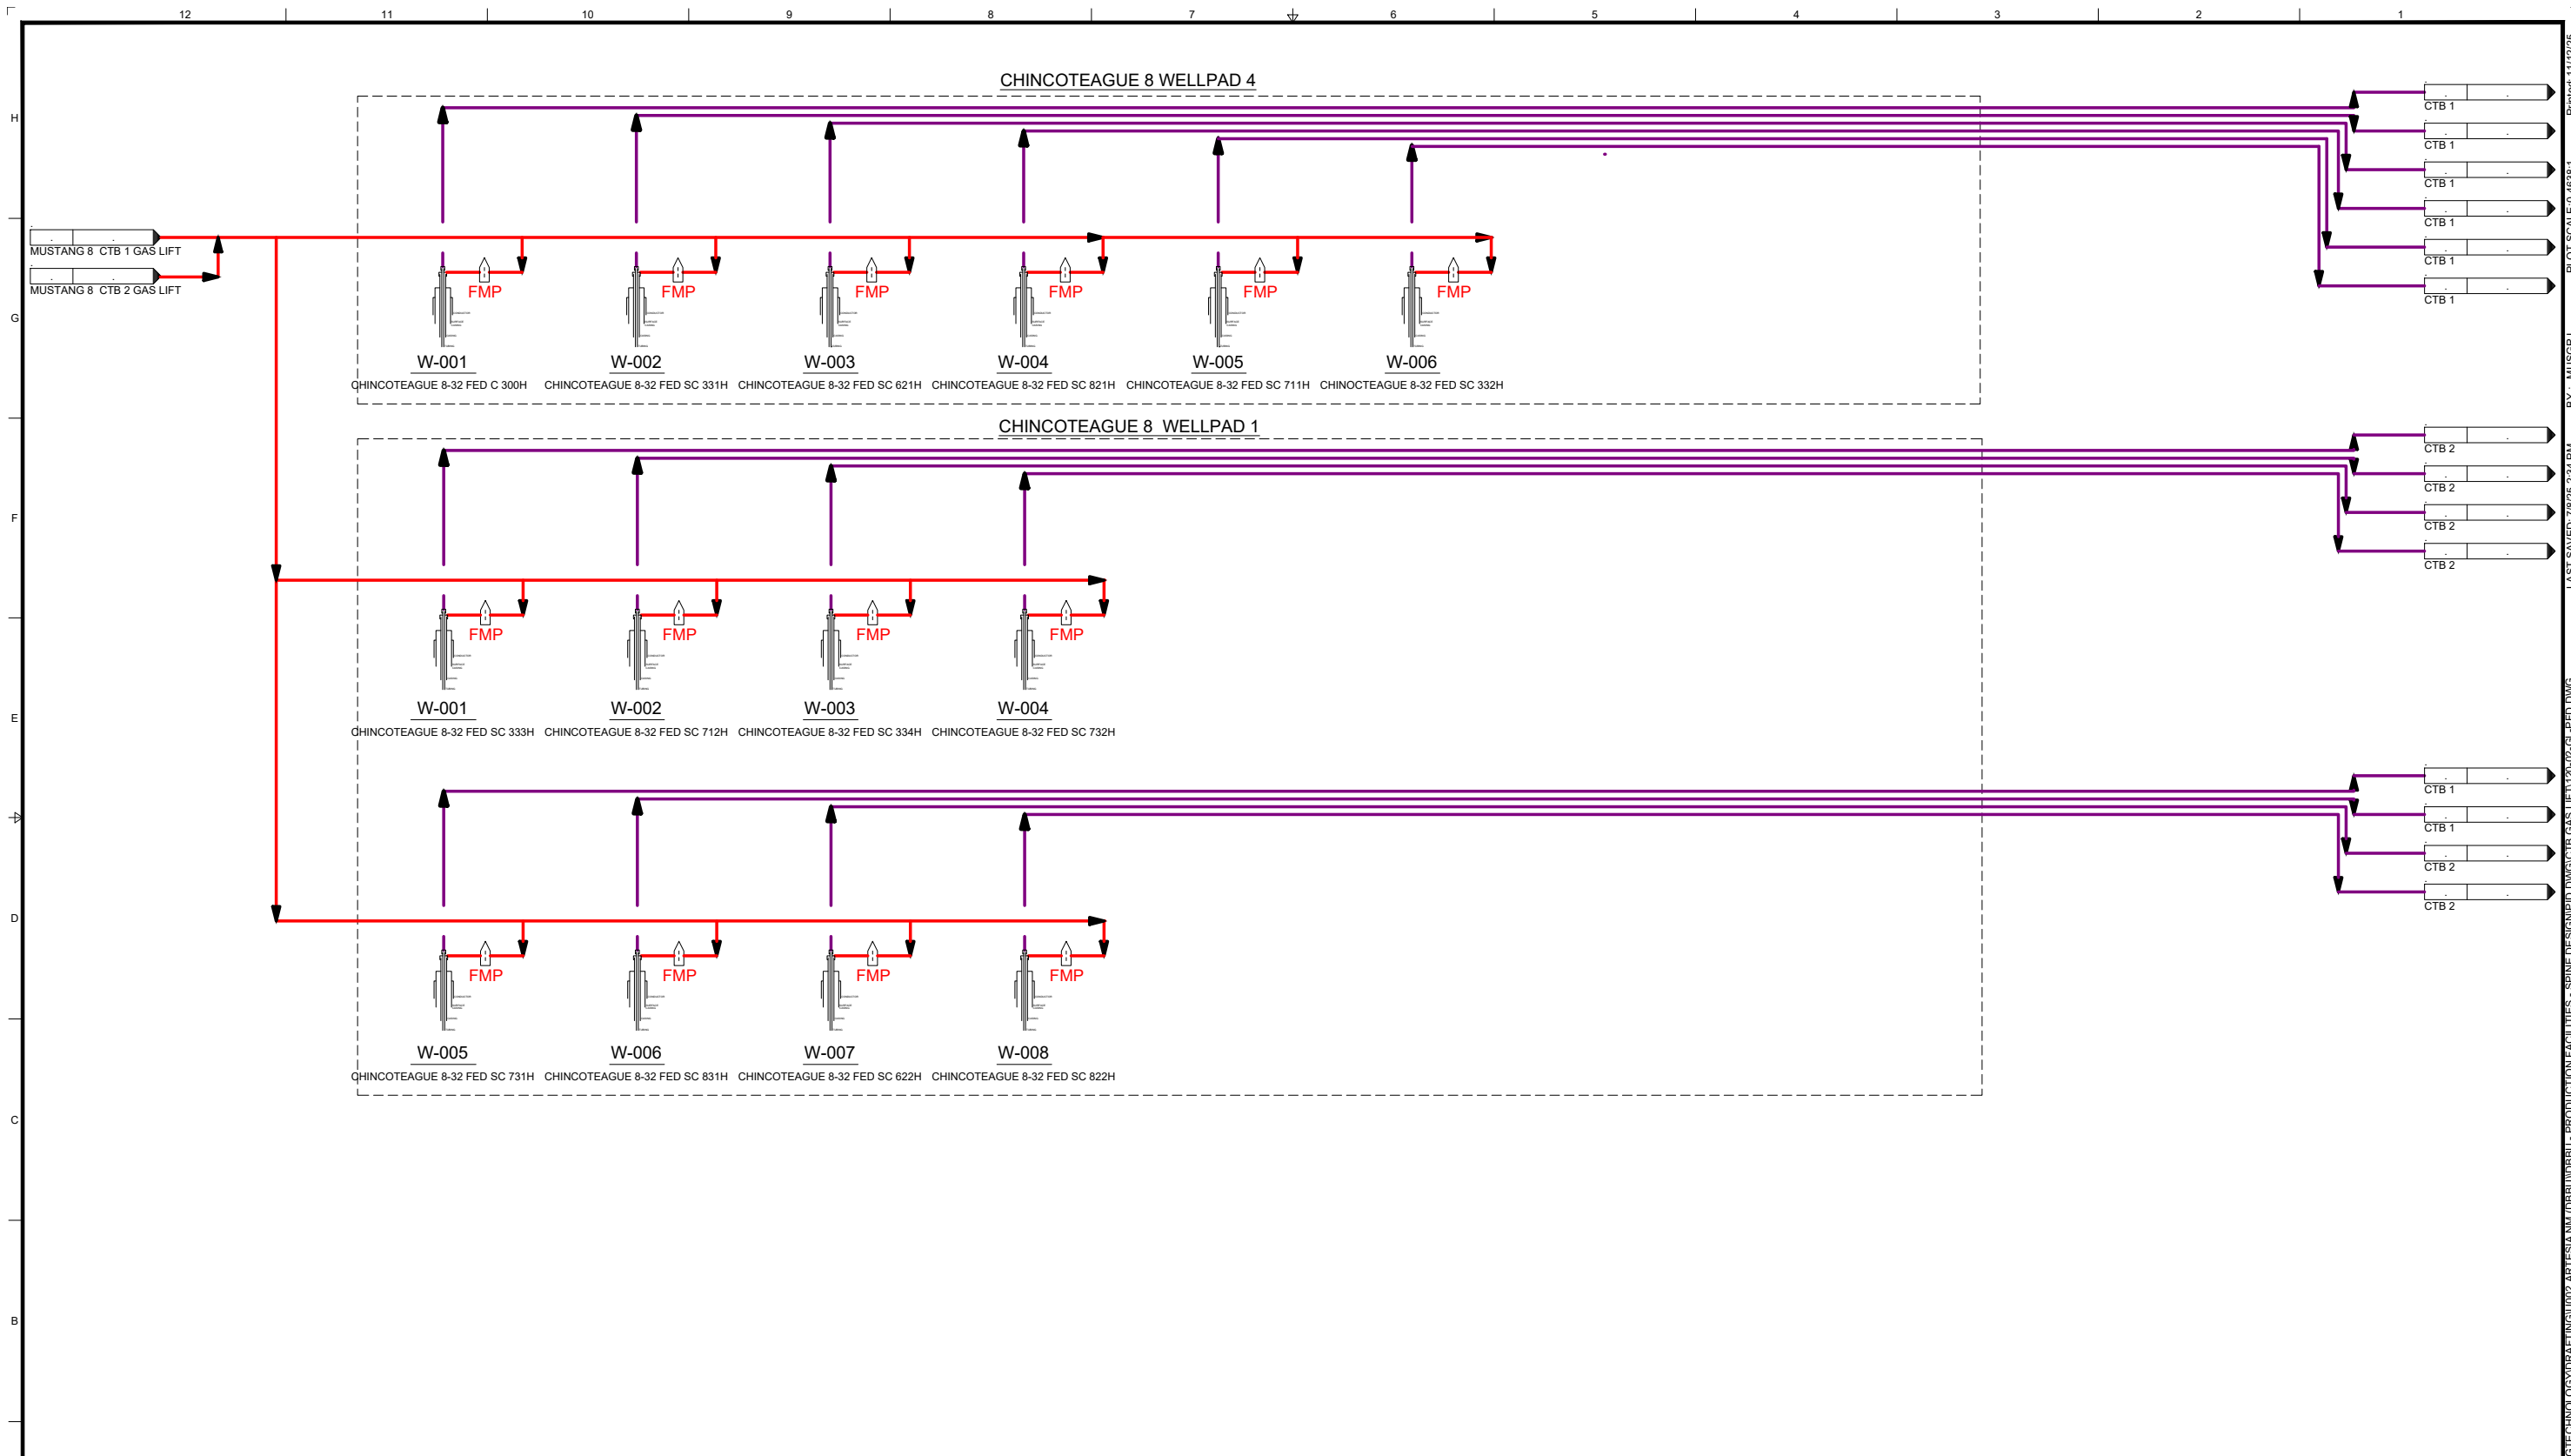 12 11 10 9 8 7 6 5 4 3 2 1
CHINCOTEAGUE 8 WELLPAD 4
H
CTB 1
CTB 1
CTB 1
CTB 1
CTB 1
CTB 1
MUSTANG 8 CTB 1 GAS LIFT
MUSTANG 8 CTB 2 GAS LIFT
FMP FMP FMP FMP FMP FMP
G
W-001 W-002 W-003 W-004 W-005 W-006
CHINCOTEAGUE 8-32 FED C 300H CHINCOTEAGUE 8-32 FED SC 331H CHINCOTEAGUE 8-32 FED SC 621H CHINCOTEAGUE 8-32 FED SC 821H CHINCOTEAGUE 8-32 FED SC 711H CHINOCTEAGUE 8-32 FED SC 332H
CHINCOTEAGUE 8 WELLPAD 1
CTB 2
CTB 2
CTB 2
CTB 2
F
FMP FMP FMP FMP
W-001 W-002 W-003 W-004
E
CHINCOTEAGUE 8-32 FED SC 333H CHINCOTEAGUE 8-32 FED SC 712H CHINCOTEAGUE 8-32 FED SC 334H CHINCOTEAGUE 8-32 FED SC 732H
CTB 1
CTB 1
CTB 2
CTB 2
D
FMP FMP FMP FMP
W-005 W-006 W-007 W-008
CHINCOTEAGUE 8-32 FED SC 731H CHINCOTEAGUE 8-32 FED SC 831H CHINCOTEAGUE 8-32 FED SC 622H CHINCOTEAGUE 8-32 FED SC 822H
C
B